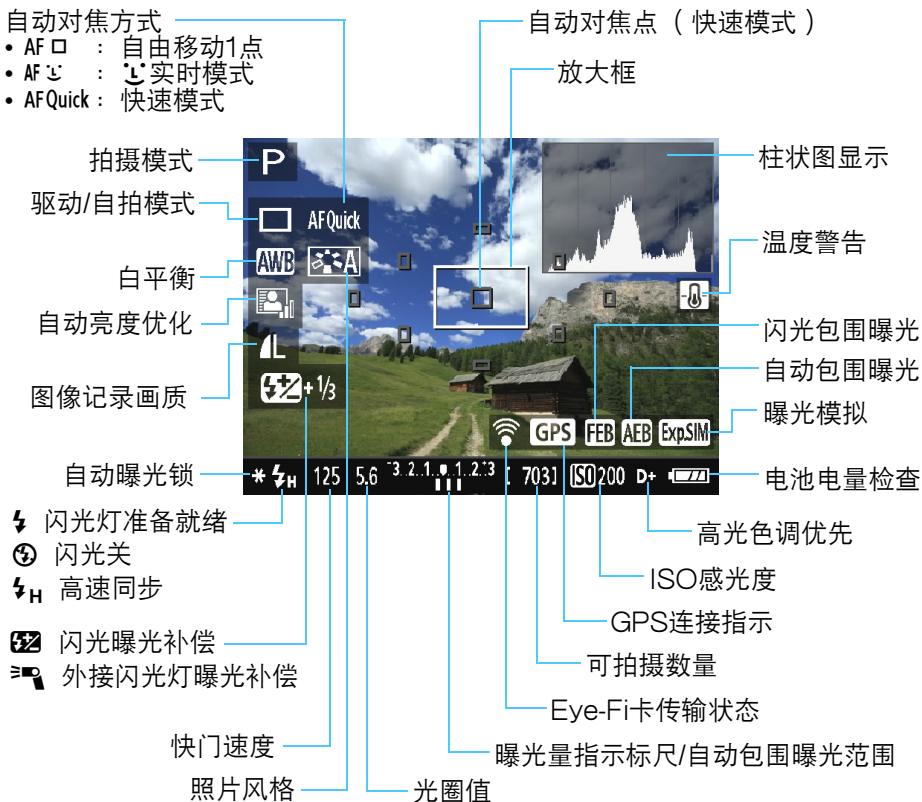 自动对焦方式
• AF □ : 自由移动1点
• AF : 实时模式
• AFQuick : 快速模式
自动对焦点 ( 快速模式 )
放大框
拍摄模式
驱动/自拍模式
白平衡
自动亮度优化
图像记录画质
自动曝光锁
闪光灯准备就绪
闪光关
H 高速同步
闪光曝光补偿
外接闪光灯曝光补偿
快门速度
照片风格
P
AFQuick
AWB A
L
+1/3
GPS FEB AEB Exp.SIM
* H 125 5.6 -3..2..1..0..1..2.+3 [ 703] ISO 200 D+
柱状图显示
温度警告
闪光包围曝光
自动包围曝光
曝光模拟
电池电量检查
高光色调优先
ISO感光度
GPS连接指示
可拍摄数量
Eye-Fi卡传输状态
曝光量指示标尺/自动包围曝光范围
光圈值